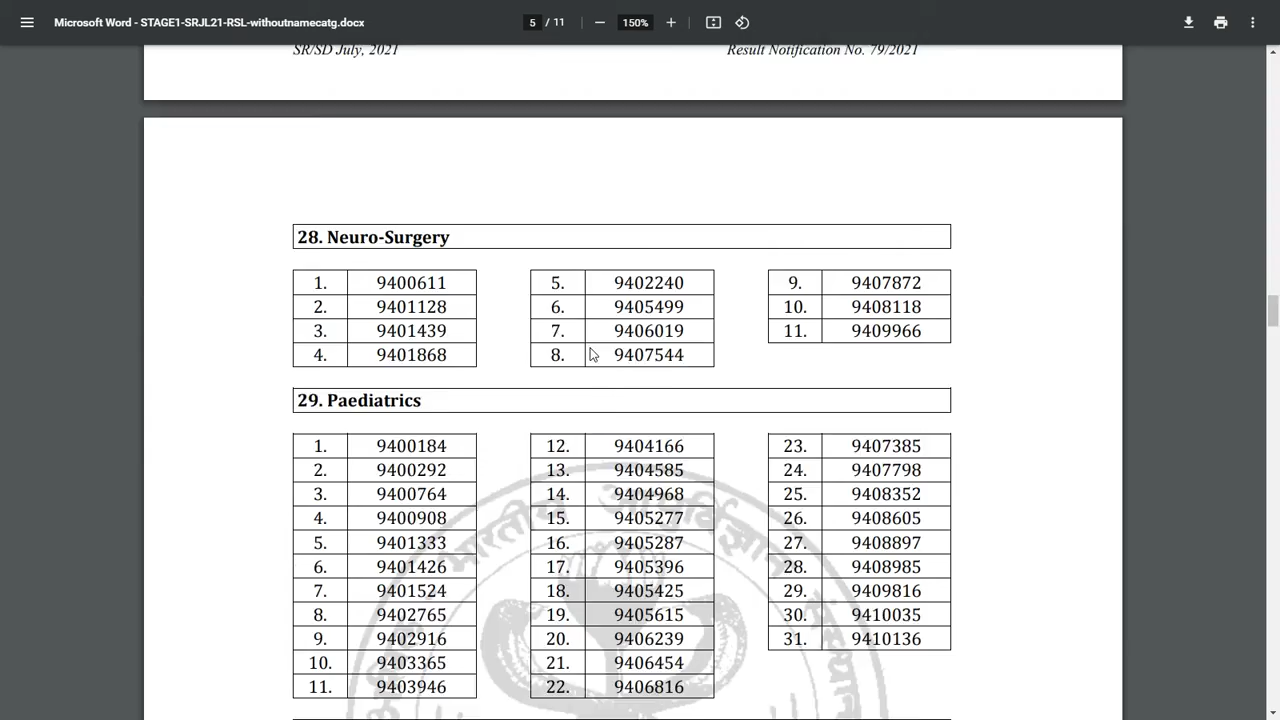 Microsoft Word - STAGE1-SRJL21-RSL-withoutnamecatg.docx
5 / 11
150%
SR/SD July, 2021 Result Notification No. 79/2021
28. Neuro-Surgery
1. 9400611 5. 9402240 9. 9407872
2. 9401128 6. 9405499 10. 9408118
3. 9401439 7. 9406019 11. 9409966
4. 9401868 8. 9407544
29. Paediatrics
1. 9400184 12. 9404166 23. 9407385
2. 9400292 13. 9404585 24. 9407798
3. 9400764 14. 9404968 25. 9408352
4. 9400908 15. 9405277 26. 9408605
5. 9401333 16. 9405287 27. 9408897
6. 9401426 17. 9405396 28. 9408985
7. 9401524 18. 9405425 29. 9409816
8. 9402765 19. 9405615 30. 9410035
9. 9402916 20. 9406239 31. 9410136
10. 9403365 21. 9406454
11. 9403946 22. 9406816
भारतीय आयुर्विज्ञान